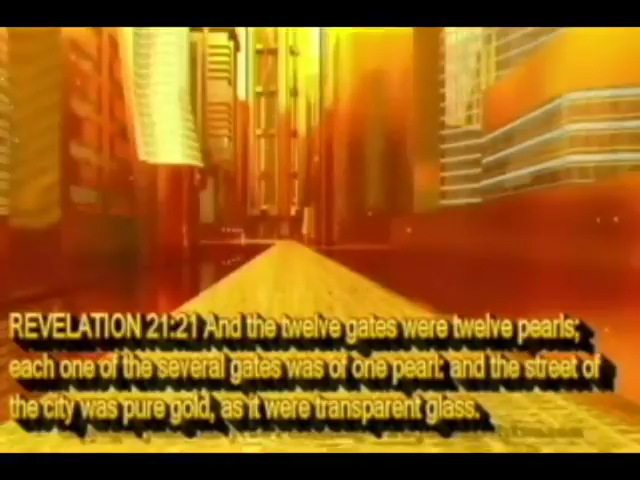 REVELATION 21:21 And the twelve gates were twelve pearls;
each one of the several gates was of one pearl: and the street of
the city was pure gold, as it were transparent glass.